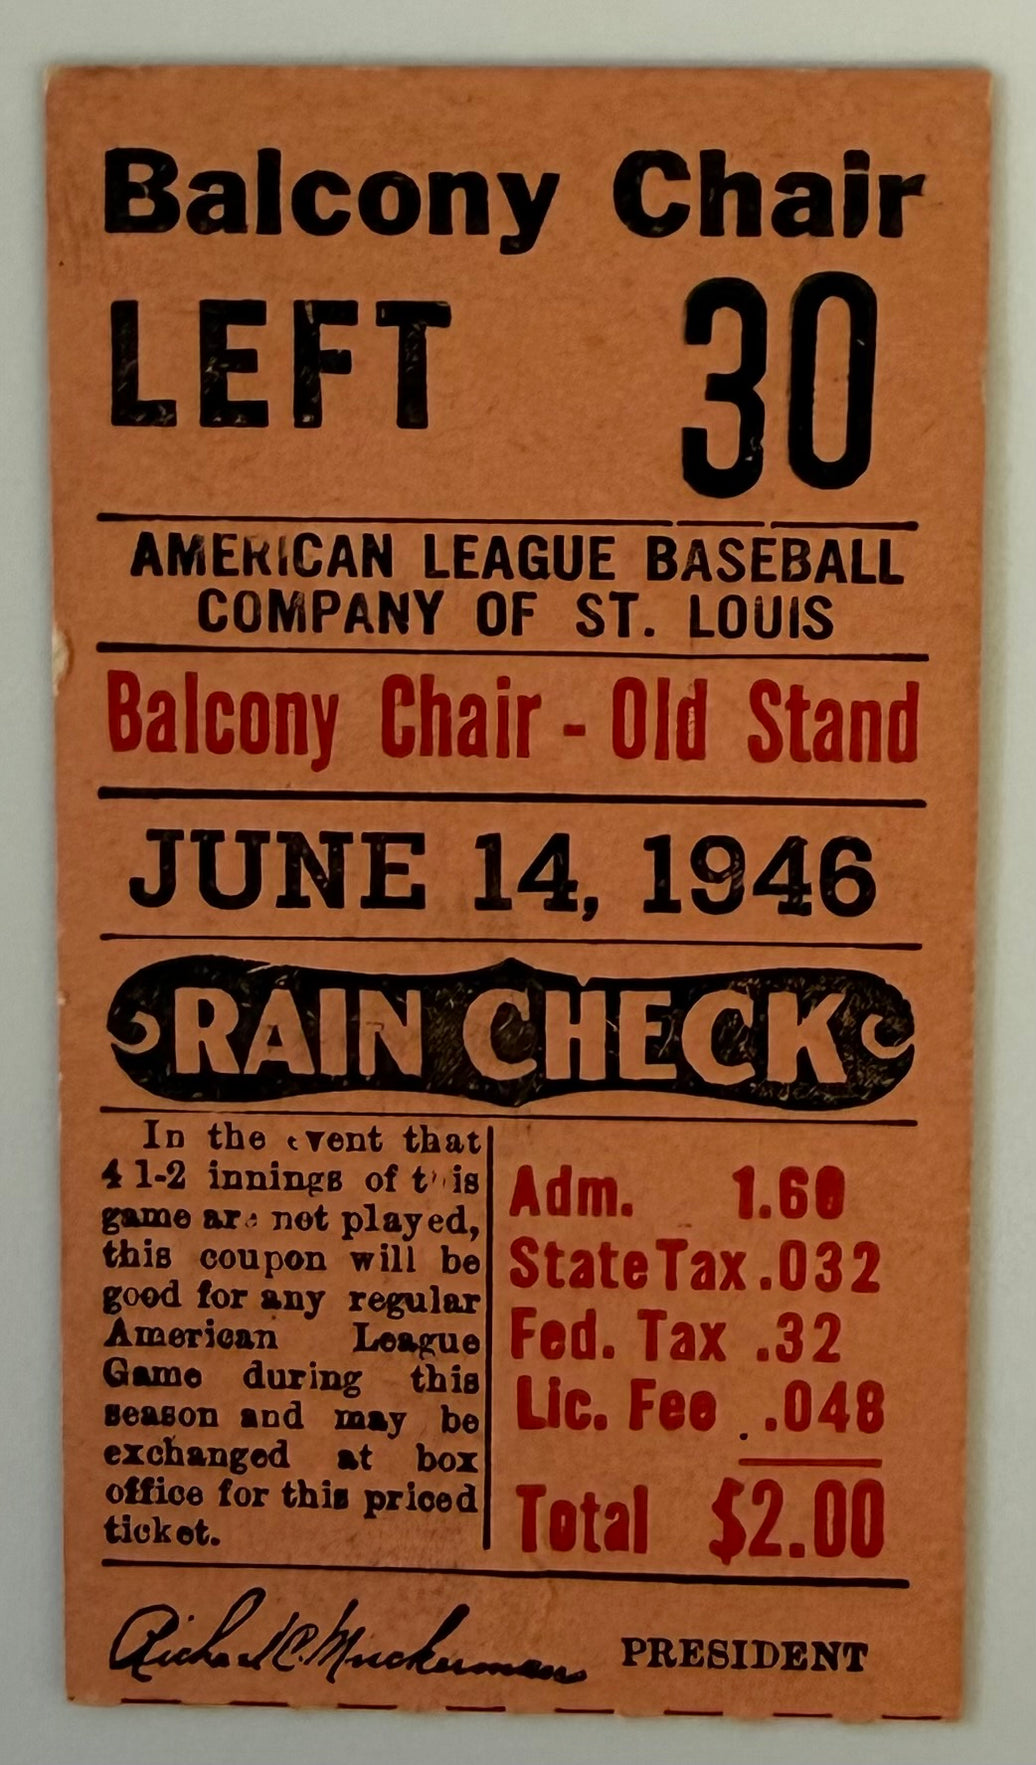 Balcony Chair
LEFT 30
AMERICAN LEAGUE BASEBALL
COMPANY OF ST. LOUIS
Balcony Chair - Old Stand
JUNE 14, 1946
RAIN CHECK
In the event that
4 1-2 innings of this
game are not played,
this coupon will be
good for any regular
American League
Game during this
season and may be
exchanged at box
office for this priced
ticket.
Adm. 1.60
State Tax .032
Fed. Tax .32
Lic. Fee .048
Total $2.00
Richard C. Muckerman PRESIDENT